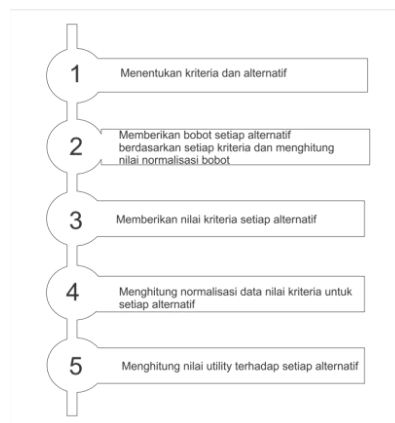 1
Menentukan kriteria dan alternatif
2
Memberikan bobot setiap alternatif
berdasarkan setiap kriteria dan menghitung
nilai normalisasi bobot
3
Memberikan nilai kriteria setiap alternatif
4
Menghitung normalisasi data nilai kriteria untuk
setiap alternatif
5
Menghitung nilai utility terhadap setiap alternatif